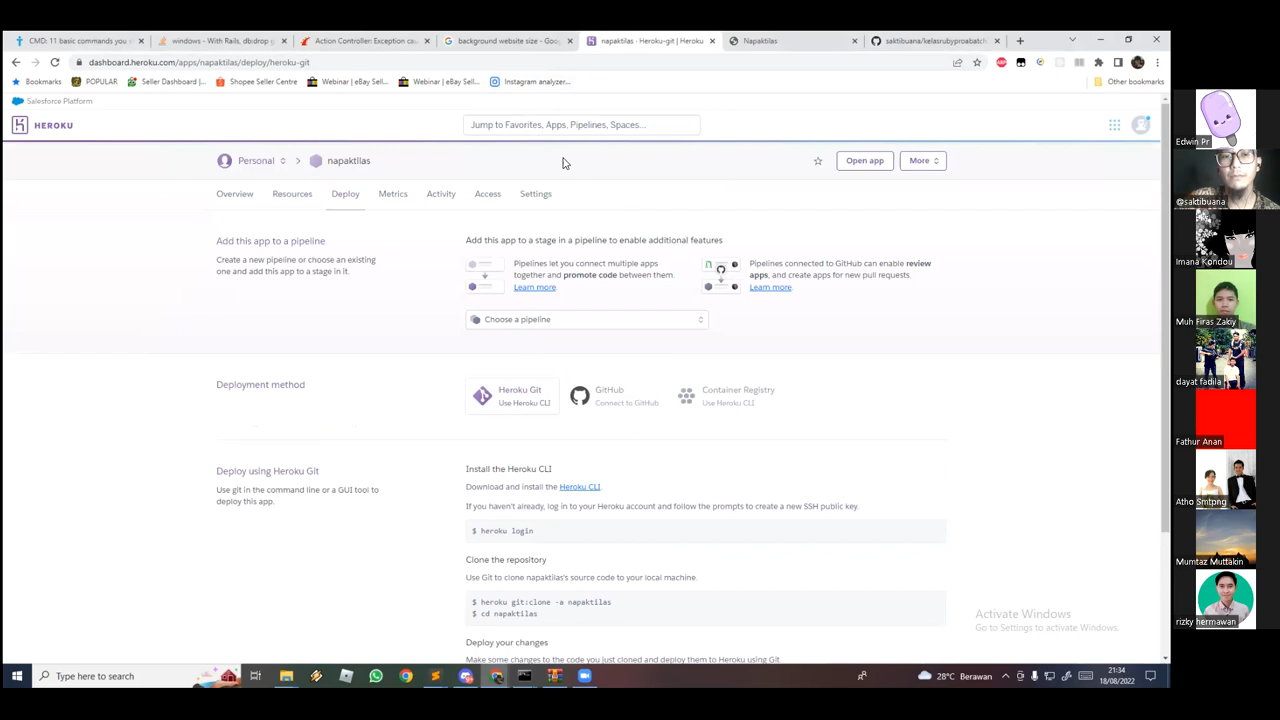 CMD: 11 basic commands you
windows - With Rails, db:drop g
Action Controller: Exception ca
background website size - Goo
napaktilas · Heroku-git | Heroku
Napaktilas
saktibuana/kelasrubyproabatch
dashboard.heroku.com/apps/napaktilas/deploy/heroku-git
Bookmarks
POPULAR
Seller Dashboard |...
Shopee Seller Centre
Webinar | eBay Sell...
Webinar | eBay Sell...
Instagram analyzer...
Other bookmarks
Salesforce Platform
HEROKU
Jump to Favorites, Apps, Pipelines, Spaces...
Personal > napaktilas
Open app
More
Overview
Resources
Deploy
Metrics
Activity
Access
Settings
Add this app to a pipeline
Create a new pipeline or choose an existing
one and add this app to a stage in it.
Add this app to a stage in a pipeline to enable additional features
Pipelines let you connect multiple apps
together and promote code between them.
Learn more.
Pipelines connected to GitHub can enable review
apps, and create apps for new pull requests.
Learn more.
Choose a pipeline
Deployment method
Heroku Git
Use Heroku CLI
GitHub
Connect to GitHub
Container Registry
Use Heroku CLI
Deploy using Heroku Git
Use git in the command line or a GUI tool to
deploy this app.
Install the Heroku CLI
Download and install the Heroku CLI.
If you haven't already, log in to your Heroku account and follow the prompts to create a new SSH public key.
$ heroku login
Clone the repository
Use Git to clone napaktilas's source code to your local machine.
$ heroku git:clone -a napaktilas
$ cd napaktilas
Deploy your changes
Make some changes to the code you just cloned and deploy them to Heroku using Git.
Activate Windows
Go to Settings to activate Windows.
Type here to search
28°C Berawan
21:34
18/08/2022
Edwin Pr
@saktibuana
Imana Kondou
Muh Firas Zakiy
dayat fadila
Fathur Anan
Atho Smtpng
Mumtaz Muttakin
rizky hermawan